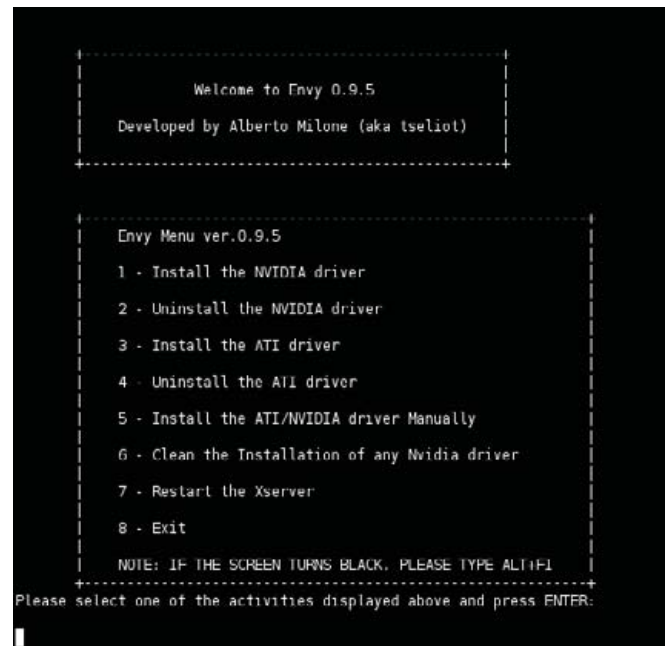 Welcome to Envy 0.9.5
Developed by Alberto Milone (aka tseliot)
Envy Menu ver.0.9.5
1 - Install the NVIDIA driver
2 - Uninstall the NVIDIA driver
3 - Install the ATI driver
4 - Uninstall the ATI driver
5 - Install the ATI/NVIDIA driver Manually
6 - Clean the Installation of any Nvidia driver
7 - Restart the Xserver
8 - Exit
NOTE: IF THE SCREEN TURNS BLACK, PLEASE TYPE ALT+F1
Please select one of the activities displayed above and press ENTER: